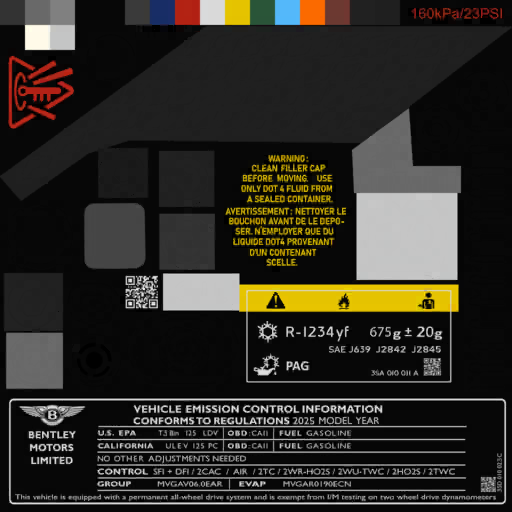 160kPa/23PSI
WARNING:
CLEAN FILLER CAP
BEFORE MOVING. USE
ONLY DOT 4 FLUID FROM
A SEALED CONTAINER.
AVERTISSEMENT: NETTOYER LE
BOUCHON AVANT DE LE DEPO-
SER. N'EMPLOYER QUE DU
LIQUIDE DOT4 PROVENANT
D'UN CONTENANT
SCELLE.
R-1234yf 675g ± 20g
SAE J639 J2842 J2845
PAG
3SA 010 011 A
B
BENTLEY
MOTORS
LIMITED
VEHICLE EMISSION CONTROL INFORMATION
CONFORMS TO REGULATIONS 2025 MODEL YEAR
U.S. EPA T3 Bin 125 LDV OBD: CAII FUEL GASOLINE
CALIFORNIA ULEV 125 PC OBD: CAII FUEL GASOLINE
NO OTHER ADJUSTMENTS NEEDED
CONTROL SFI + DFI / 2CAC / AIR / 2TC / 2WR-HO2S / 2WU-TWC / 2HO2S / 2TWC
GROUP MVGAV06.0EAR EVAP MVGAR0190ECN
This vehicle is equipped with a permanent all-wheel drive system and is exempt from I/M testing on two wheel drive dynamometers
3SD 010 023 C